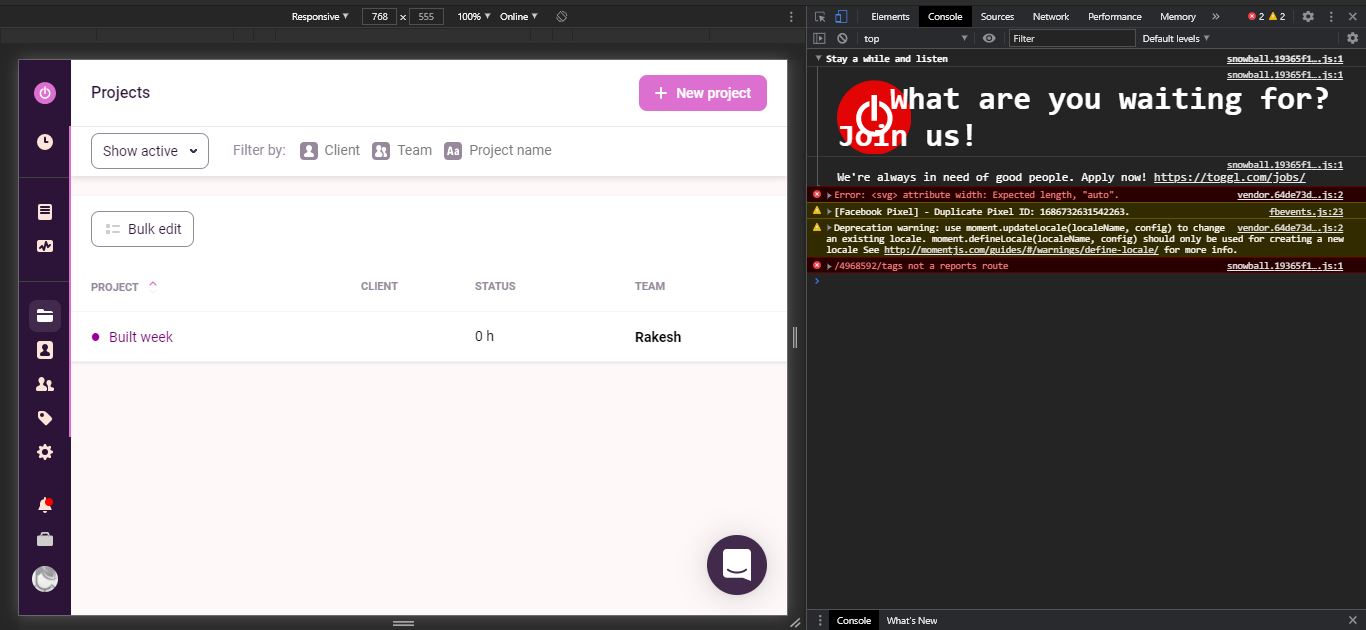 Responsive 768 × 555 100% Online
Elements Console Sources Network Performance Memory » 2 2
top Filter Default levels
Projects
+ New project
Show active Filter by: Client Team Aa Project name
Bulk edit
PROJECT CLIENT STATUS TEAM
Built week 0 h Rakesh
Stay a while and listen snowball.19365f1….js:1
snowball.19365f1….js:1
What are you waiting for?
Join us!
snowball.19365f1….js:1
We're always in need of good people. Apply now! https://toggl.com/jobs/
Error: <svg> attribute width: Expected length, "auto". vendor.64de73d….js:2
[Facebook Pixel] - Duplicate Pixel ID: 1686732631542263. fbevents.js:23
Deprecation warning: use moment.updateLocale(localeName, config) to change vendor.64de73d….js:2
an existing locale. moment.defineLocale(localeName, config) should only be used for creating a new
locale See http://momentjs.com/guides/#/warnings/define-locale/ for more info.
/4968592/tags not a reports route snowball.19365f1….js:1
Console What's New